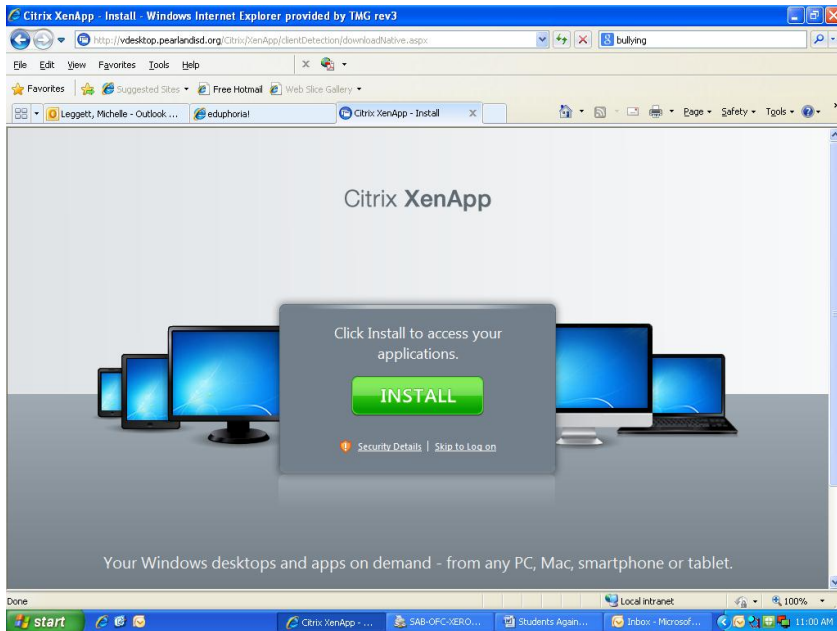 Citrix XenApp - Install - Windows Internet Explorer provided by TMG rev3
http://vdesktop.pearlandisd.org/Citrix/XenApp/clientDetection/downloadNative.aspx
bullying
File Edit View Favorites Tools Help
Favorites Suggested Sites Free Hotmail Web Slice Gallery
Leggett, Michelle - Outlook ... eduphoria! Citrix XenApp - Install Page Safety Tools
Citrix XenApp
Click Install to access your
applications.
INSTALL
Security Details | Skip to Log on
Your Windows desktops and apps on demand - from any PC, Mac, smartphone or tablet.
Done Local intranet 100%
start Citrix XenApp - ... SAB-OFC-XERO... Students Again... Inbox - Microsof... 11:00 AM